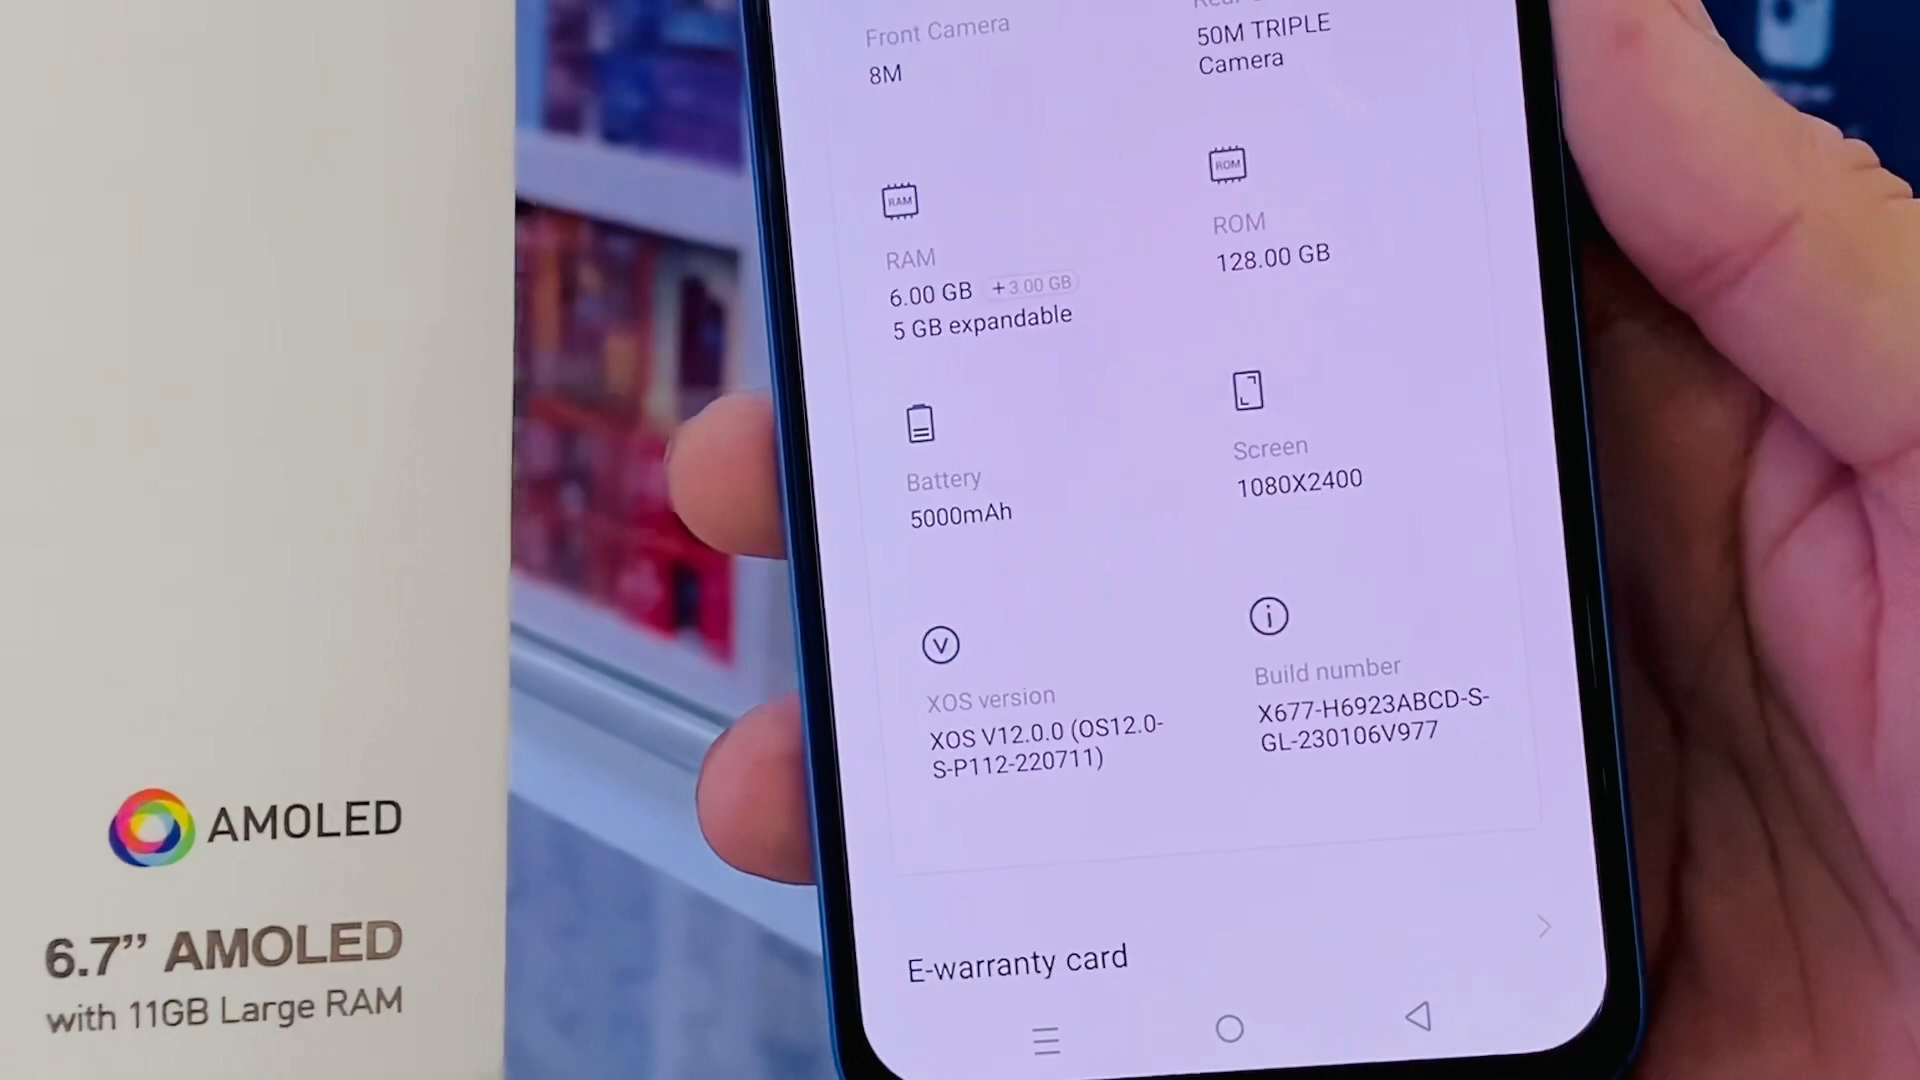 Front Camera
8M
50M TRIPLE
Camera
RAM
RAM
6.00 GB +3.00 GB
5 GB expandable
ROM
ROM
128.00 GB
Battery
5000mAh
Screen
1080X2400
V
XOS version
XOS V12.0.0 (OS12.0-
S-P112-220711)
i
Build number
X677-H6923ABCD-S-
GL-230106V977
E-warranty card
AMOLED
6.7” AMOLED
with 11GB Large RAM